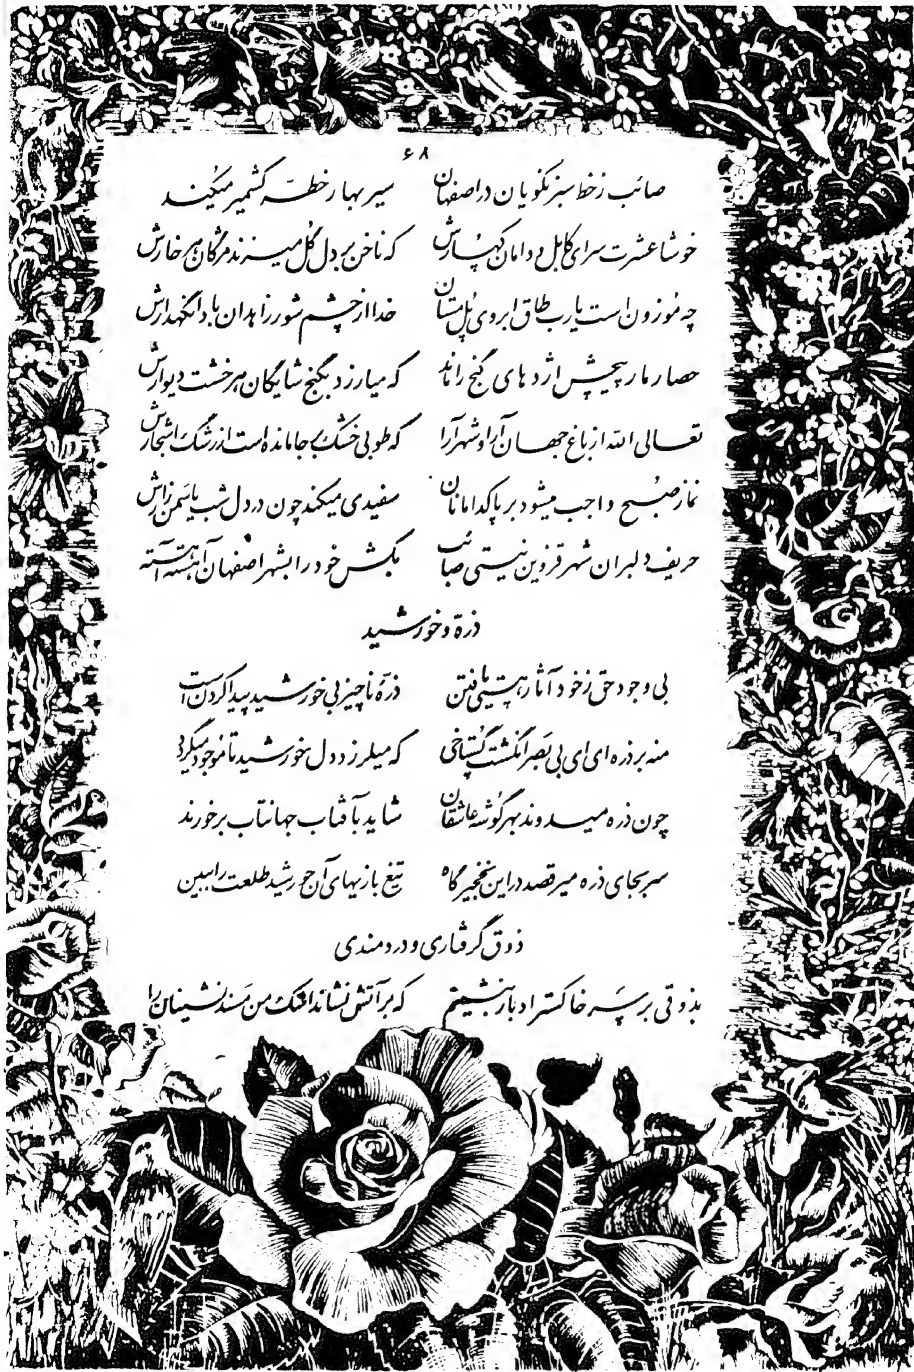 ۶۸
صائب ز خط سبز نکویان در اصفهان سیر بهار خطهٔ کشمیر میکند
خوشا عشرت سرای کابل و دامان کهسارش که ناخن بر دل گل میزند مژگان هر خارش
چه موزون است یارب طاق ابروی پل مستان خدا از چشم شور زاهدان بادا نگهدارش
حصار مار پیچش اژدهای گنج را ماند که میارزد بگنج شایگان هر خشت دیوارش
تعالی الله از باغ جهان آرا و شهر آرا که طوبی خشک بر جا مانده است از رشک اشجارش
نماز صبح واجب میشود بر پاکدامانان سفیدی میکند چون در دل شب یاسمن زارش
حریف دلبران شهر قزوین نیستی صائب بکش خود را بشهر اصفهان آهسته آهسته
ذره و خورشید
بی وجود حق ز خود آثار هستی یافتن ذرهٔ ناچیز بی خورشید پیدا کردن است
منه بر ذره‌ای ای بی بصر انگشت گستاخی که میلرزد دل خورشید تا موجود میگردد
چون ذره میدوند بهر گوشه عاشقان شاید بآفتاب جهانتاب برخورند
سر بجای ذره میرقصد در این نخجیرگاه تیغ بازیهای آن خورشید طلعت را ببین
ذوق گرفتاری و دردمندی
بذوقی بر سر خاکستر ادبار بنشینم که بر آتش نشاند اشک من مسند نشینان را